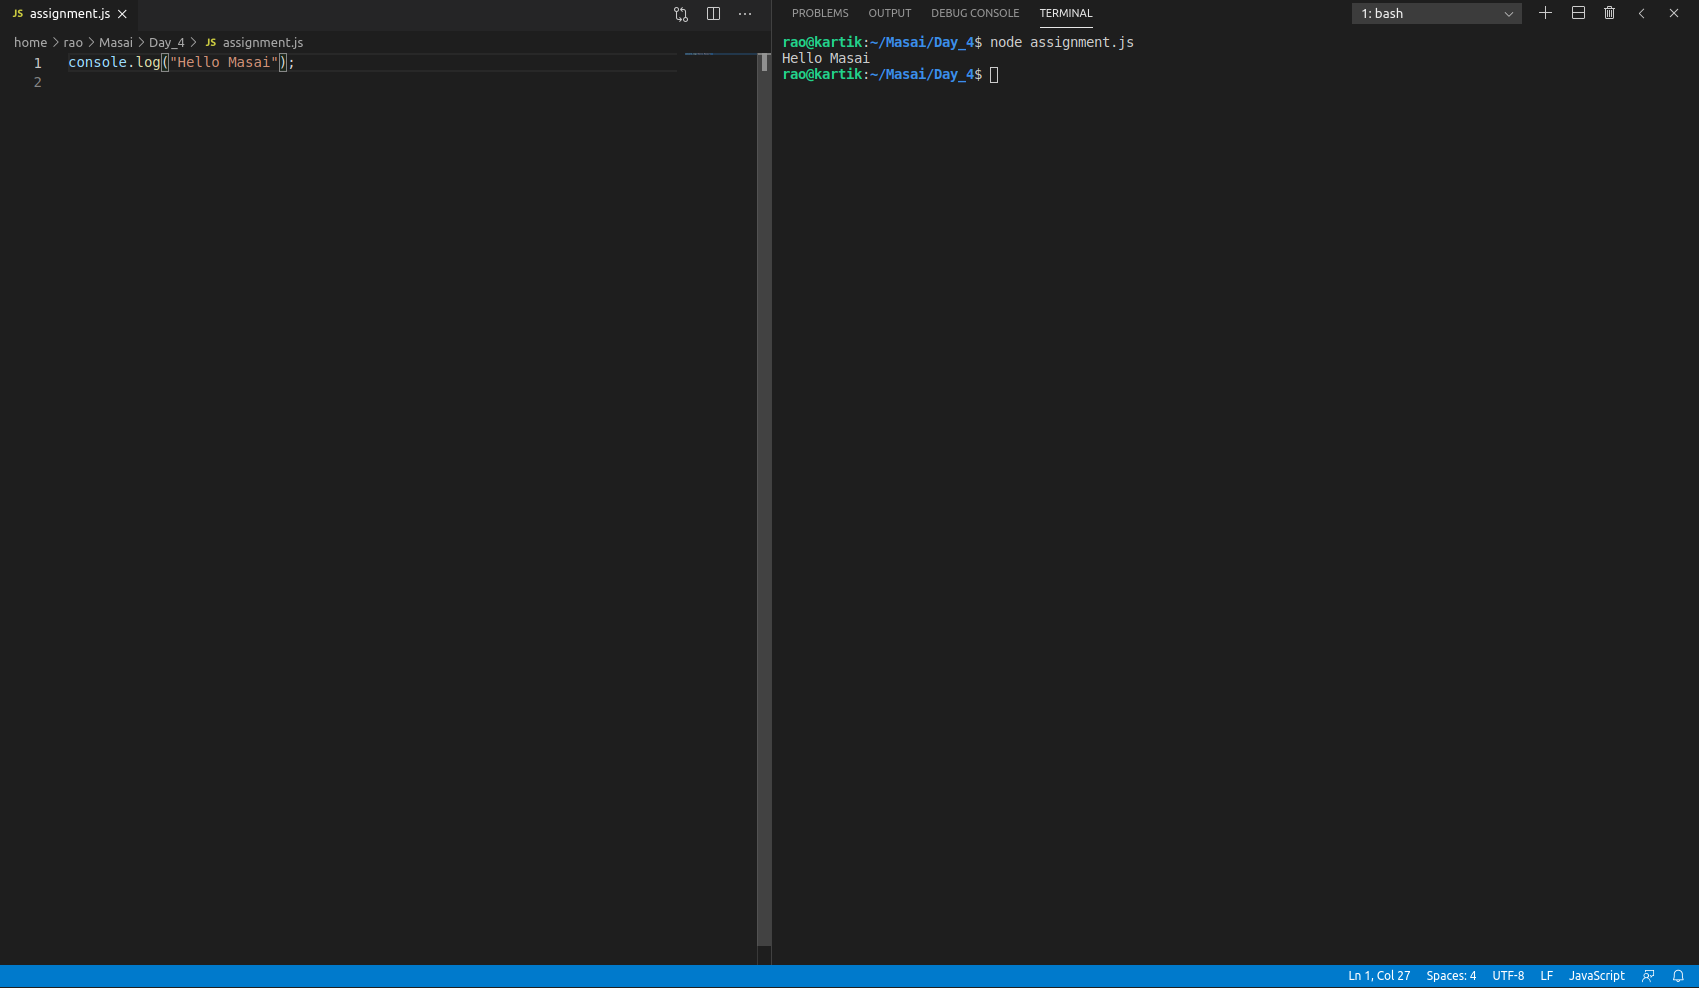 JS assignment.js
home > rao > Masai > Day_4 > JS assignment.js
1 console.log("Hello Masai");
2
PROBLEMS OUTPUT DEBUG CONSOLE TERMINAL 1: bash
rao@kartik:~/Masai/Day_4$ node assignment.js
Hello Masai
rao@kartik:~/Masai/Day_4$
Ln 1, Col 27 Spaces: 4 UTF-8 LF JavaScript